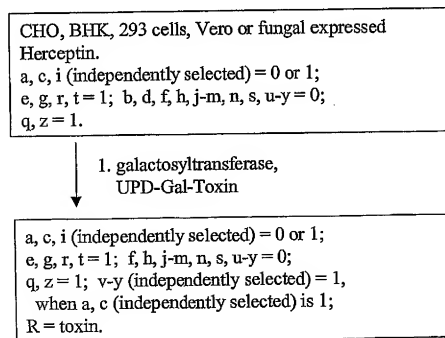 CHO, BHK, 293 cells, Vero or fungal expressed
Herceptin.
a, c, i (independently selected) = 0 or 1;
e, g, r, t = 1; b, d, f, h, j-m, n, s, u-y = 0;
q, z = 1.
1. galactosyltransferase,
UPD-Gal-Toxin
a, c, i (independently selected) = 0 or 1;
e, g, r, t = 1; f, h, j-m, n, s, u-y = 0;
q, z = 1; v-y (independently selected) = 1,
when a, c (independently selected) is 1;
R = toxin.